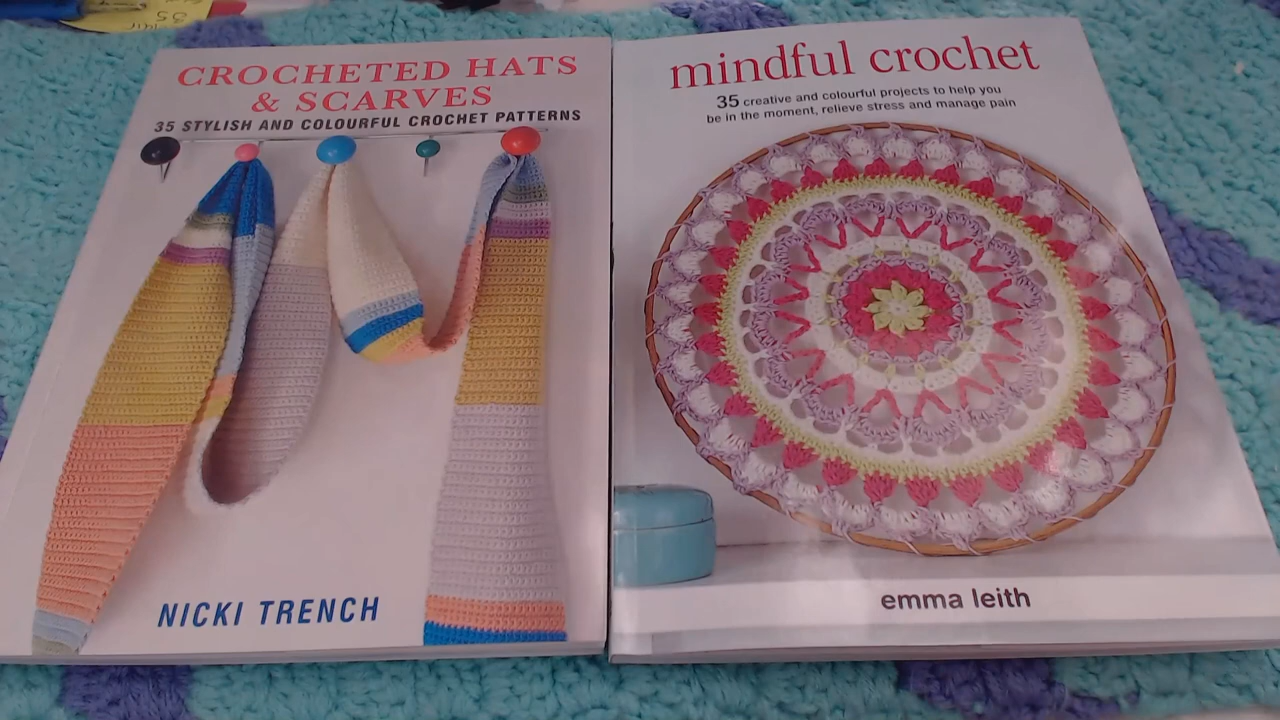 CROCHETED HATS
& SCARVES
35 STYLISH AND COLOURFUL CROCHET PATTERNS
NICKI TRENCH
mindful crochet
35 creative and colourful projects to help you
be in the moment, relieve stress and manage pain
emma leith